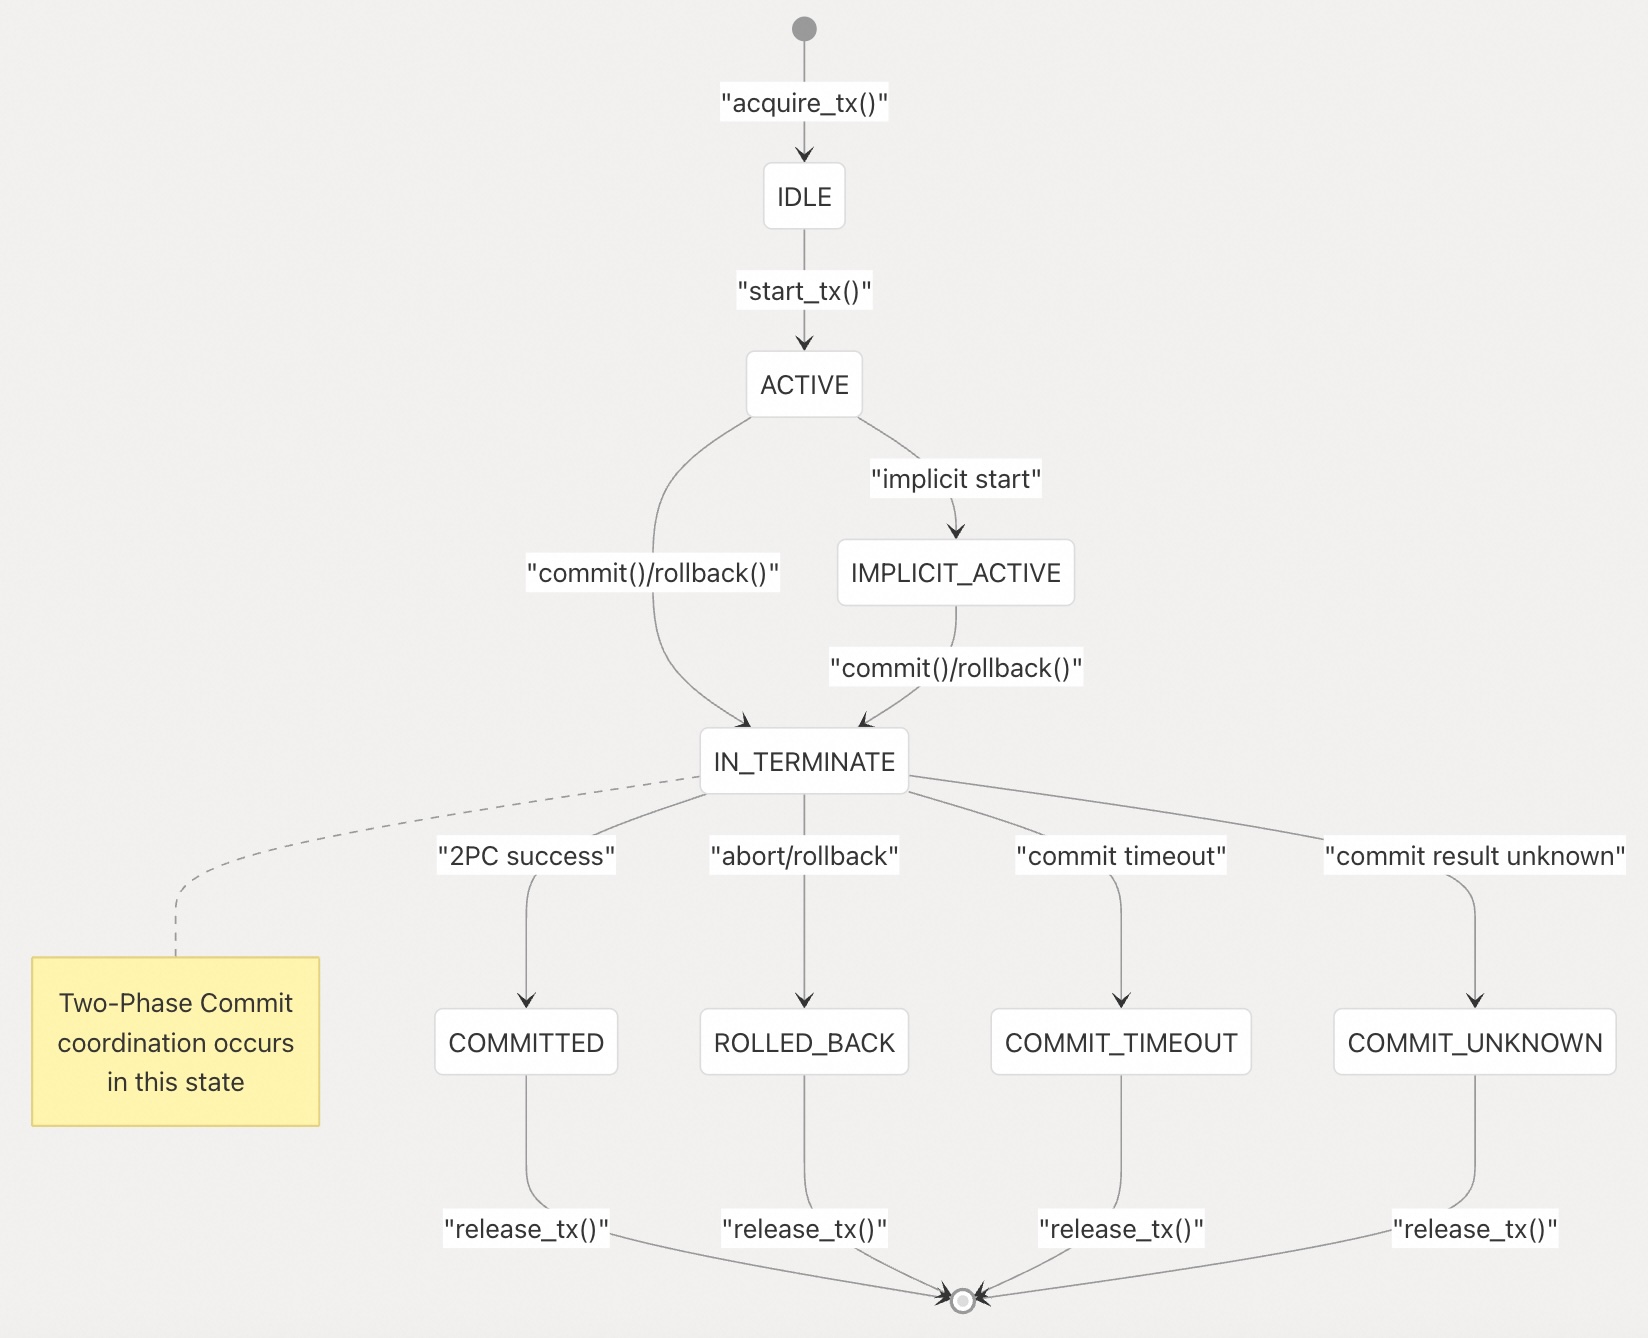 "acquire_tx()"
IDLE
"start_tx()"
ACTIVE
"implicit start"
"commit()/rollback()"
IMPLICIT_ACTIVE
"commit()/rollback()"
IN_TERMINATE
"2PC success"
"abort/rollback"
"commit timeout"
"commit result unknown"
Two-Phase Commit
coordination occurs
in this state
COMMITTED
ROLLED_BACK
COMMIT_TIMEOUT
COMMIT_UNKNOWN
"release_tx()"
"release_tx()"
"release_tx()"
"release_tx()"